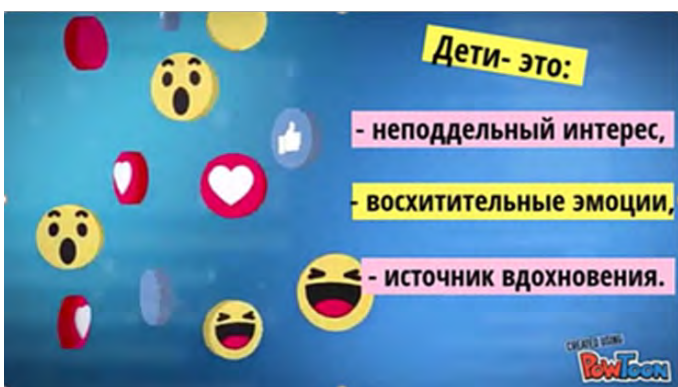 Дети- это:
- неподдельный интерес,
- восхитительные эмоции,
- источник вдохновения.
CREATED USING
POWTOON